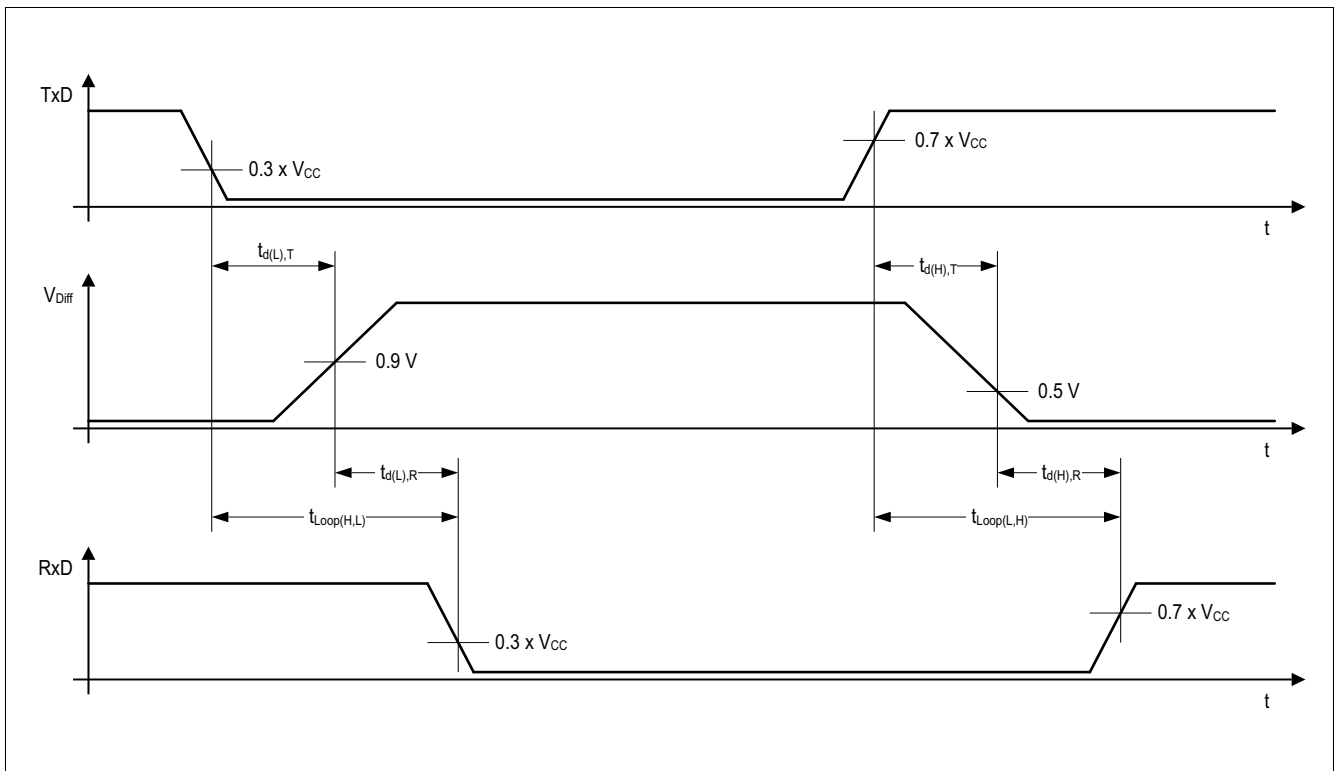 TxD
0.3 x VCC
0.7 x VCC
t
td(L),T
td(H),T
VDiff
0.9 V
0.5 V
t
td(L),R
td(H),R
tLoop(H,L)
tLoop(L,H)
RxD
0.3 x VCC
0.7 x VCC
t